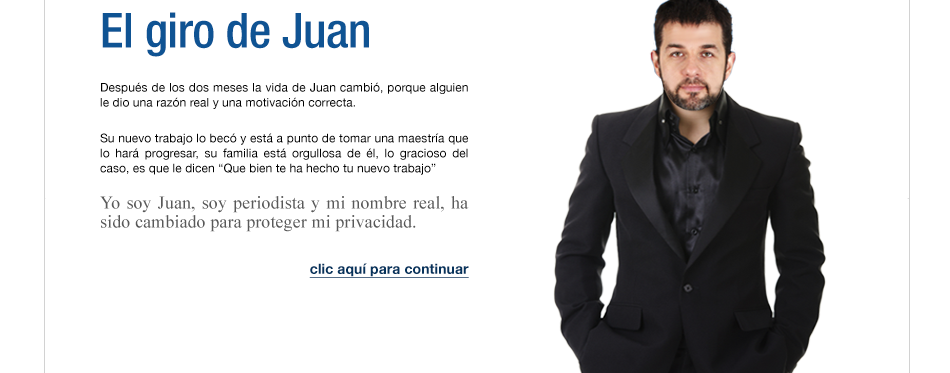 El giro de Juan
Después de los dos meses la vida de Juan cambió, porque alguien
le dio una razón real y una motivación correcta.
Su nuevo trabajo lo becó y está a punto de tomar una maestría que
lo hará progresar, su familia está orgullosa de él, lo gracioso del
caso, es que le dicen “Que bien te ha hecho tu nuevo trabajo”
Yo soy Juan, soy periodista y mi nombre real, ha
sido cambiado para proteger mi privacidad.
clic aquí para continuar